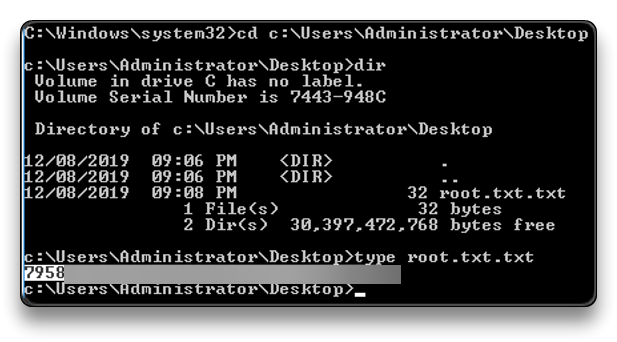 C:\Windows\system32>cd c:\Users\Administrator\Desktop
c:\Users\Administrator\Desktop>dir
Volume in drive C has no label.
Volume Serial Number is 7443-948C
Directory of c:\Users\Administrator\Desktop
12/08/2019  09:06 PM    <DIR>          .
12/08/2019  09:06 PM    <DIR>          ..
12/08/2019  09:08 PM                32 root.txt.txt
1 File(s)             32 bytes
2 Dir(s)  30,397,472,768 bytes free
c:\Users\Administrator\Desktop>type root.txt.txt
7958
c:\Users\Administrator\Desktop>_